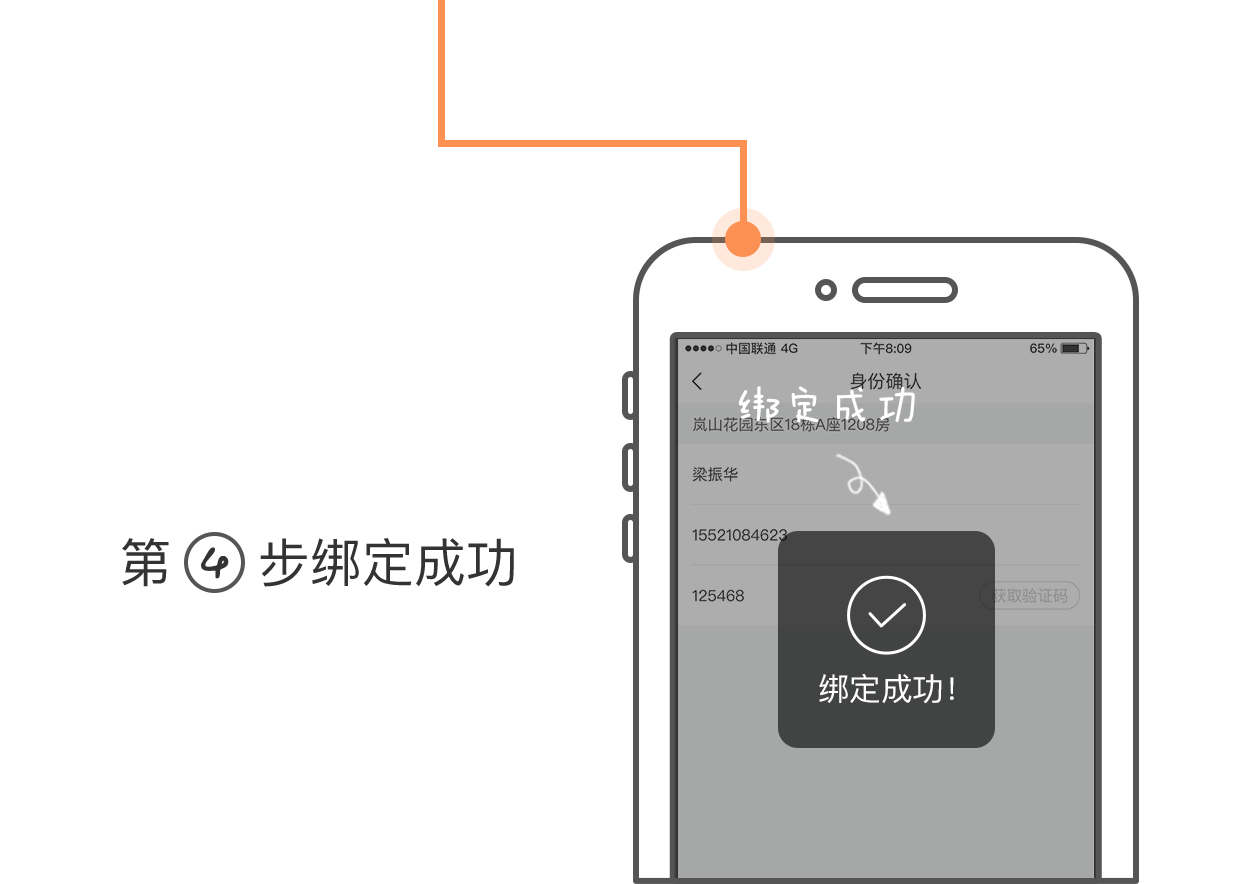 中国联通 4G 下午8:09 65%
身份确认
绑定成功
岚山花园东区18栋A座1208房
梁振华
15521084623
125468 获取验证码
第4步绑定成功
绑定成功!